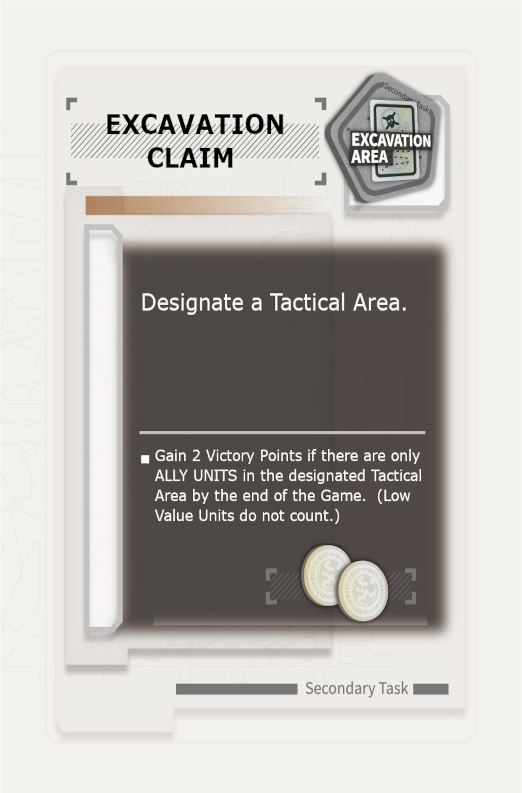 EXCAVATION
CLAIM
Secondary Task
EXCAVATION
AREA
Designate a Tactical Area.
■ Gain 2 Victory Points if there are only
ALLY UNITS in the designated Tactical
Area by the end of the Game. (Low
Value Units do not count.)
Secondary Task